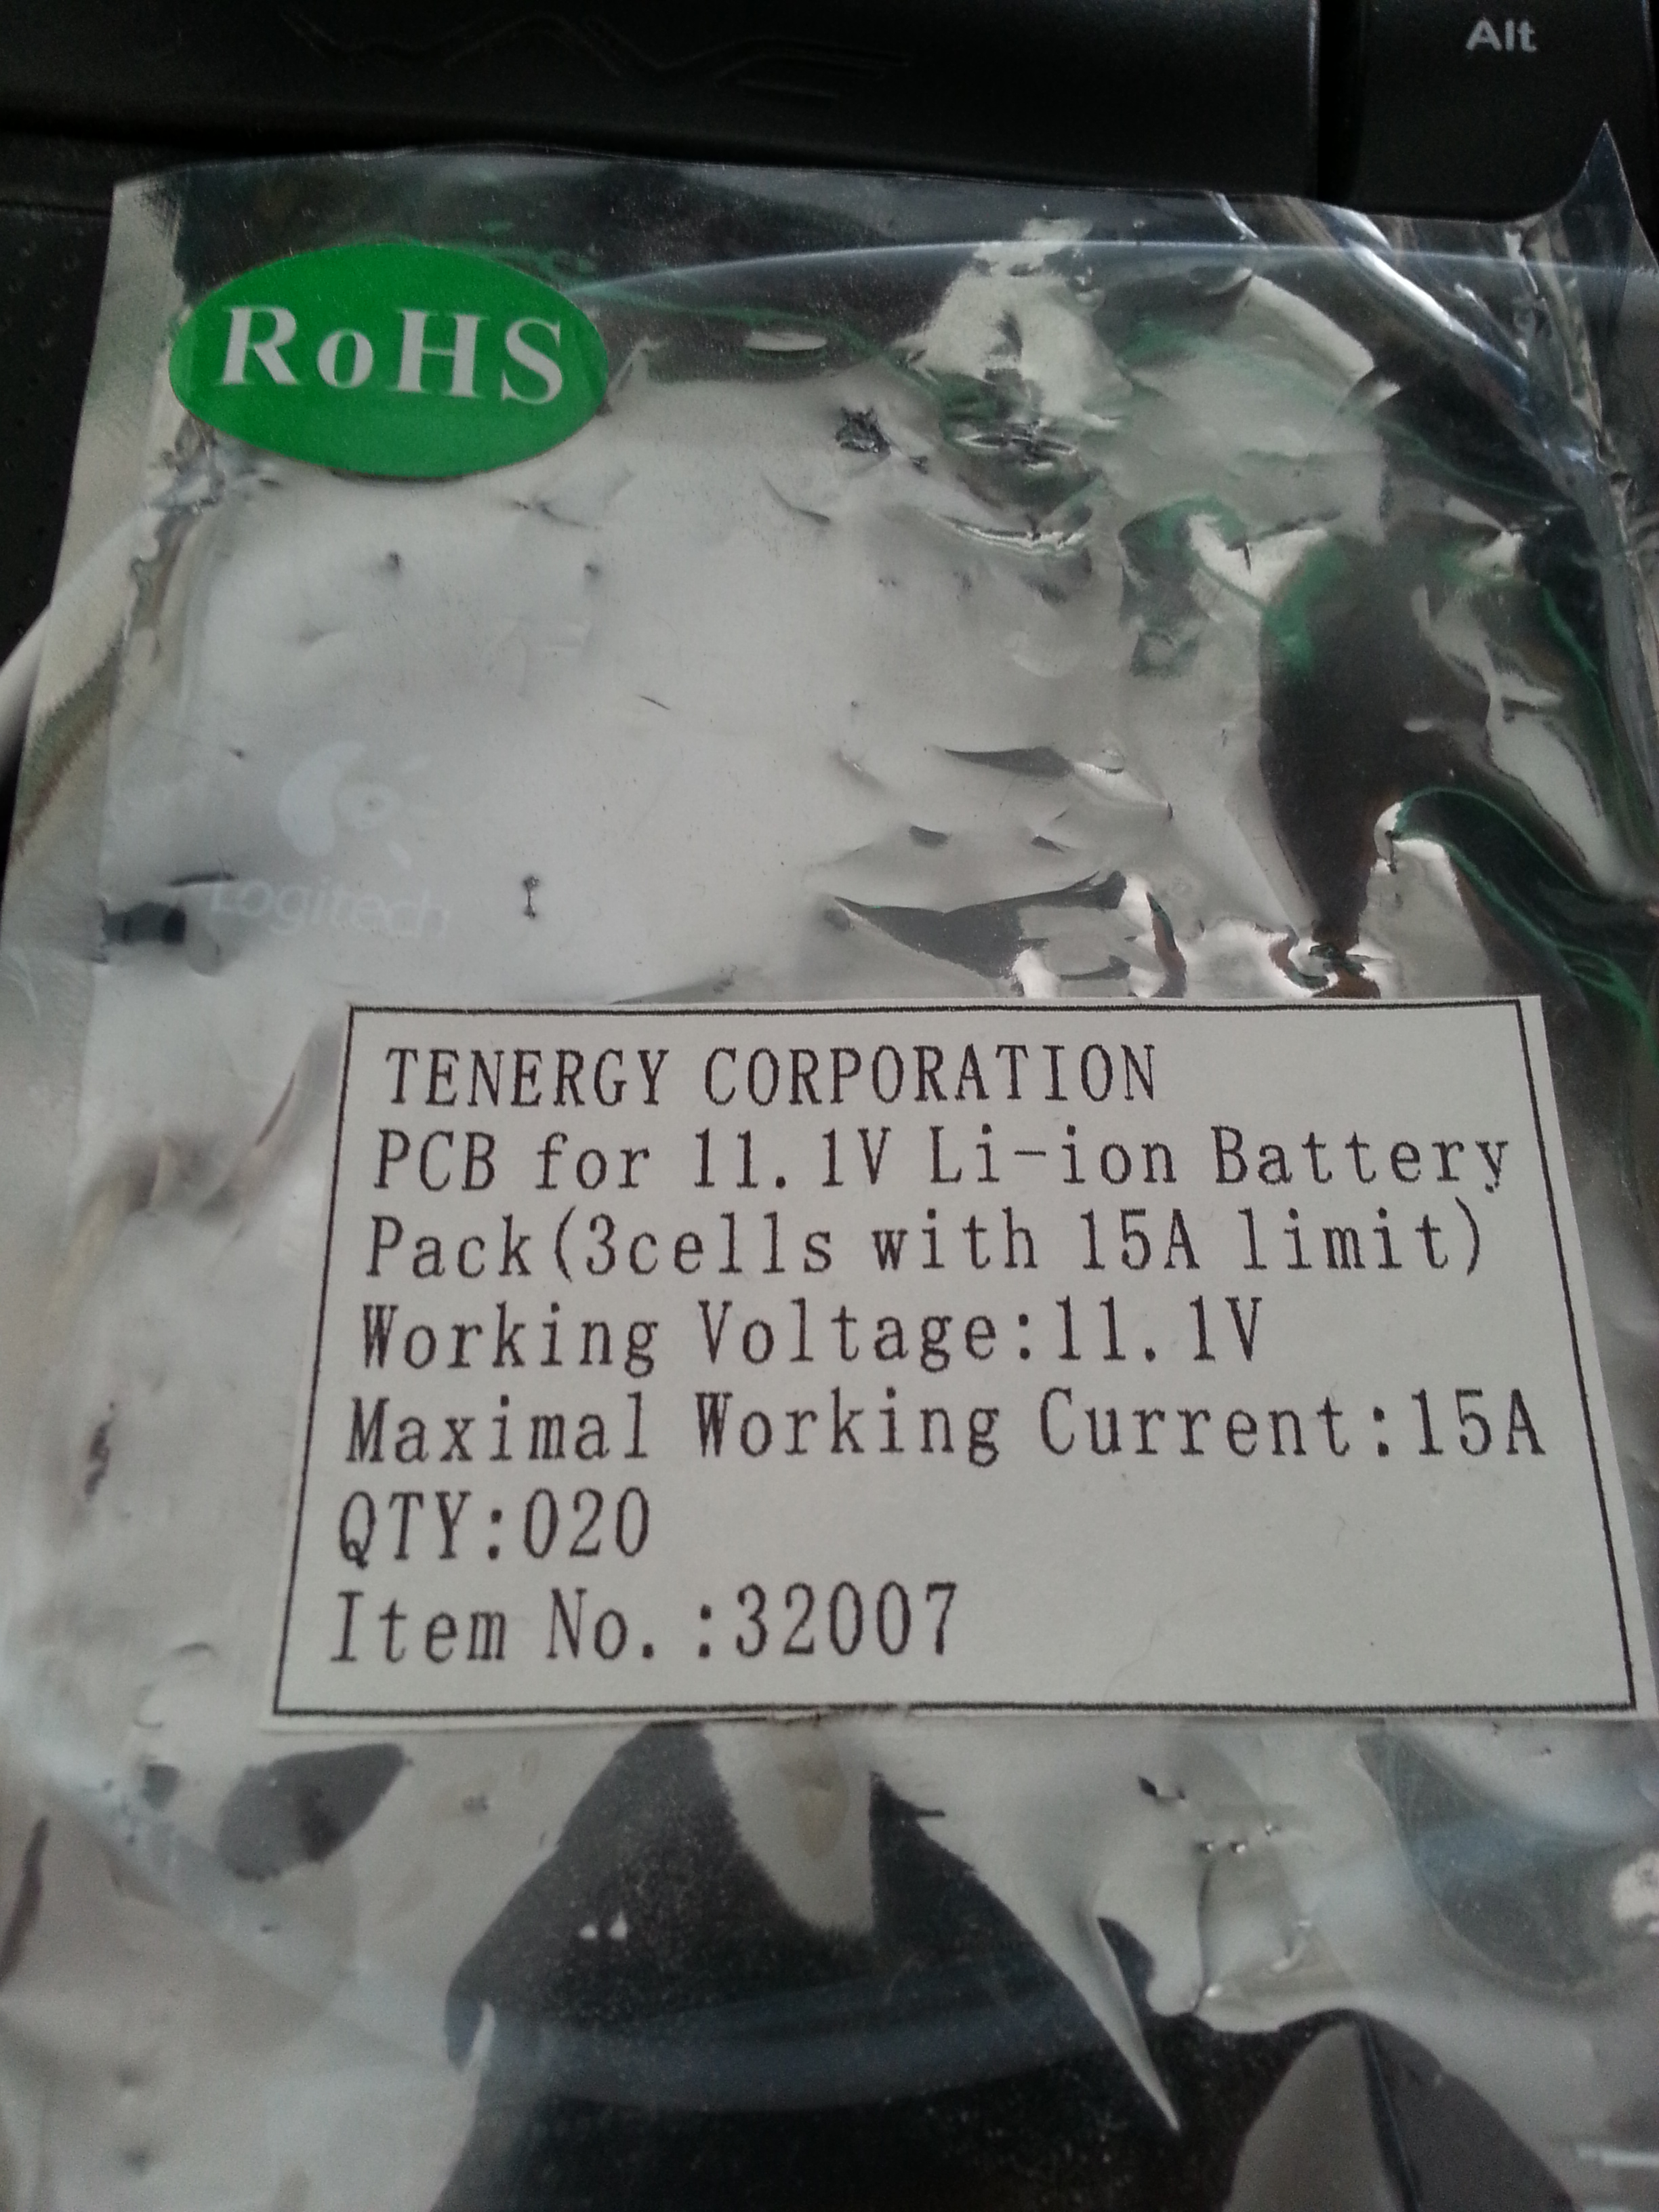 Alt
WAVE
RoHS
Logitech
TENERGY CORPORATION
PCB for 11.1V Li-ion Battery
Pack(3cells with 15A limit)
Working Voltage:11.1V
Maximal Working Current:15A
QTY:020
Item No.:32007